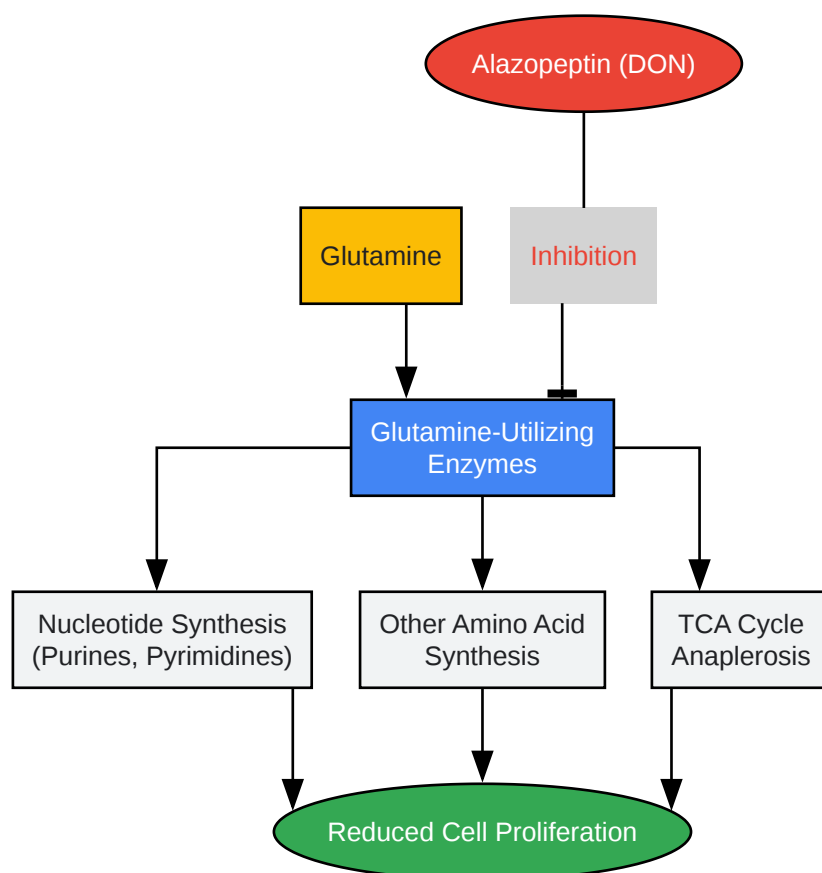 Alazopeptin (DON)
Glutamine
Inhibition
Glutamine-Utilizing
Enzymes
Nucleotide Synthesis
(Purines, Pyrimidines)
Other Amino Acid
Synthesis
TCA Cycle
Anaplerosis
Reduced Cell Proliferation